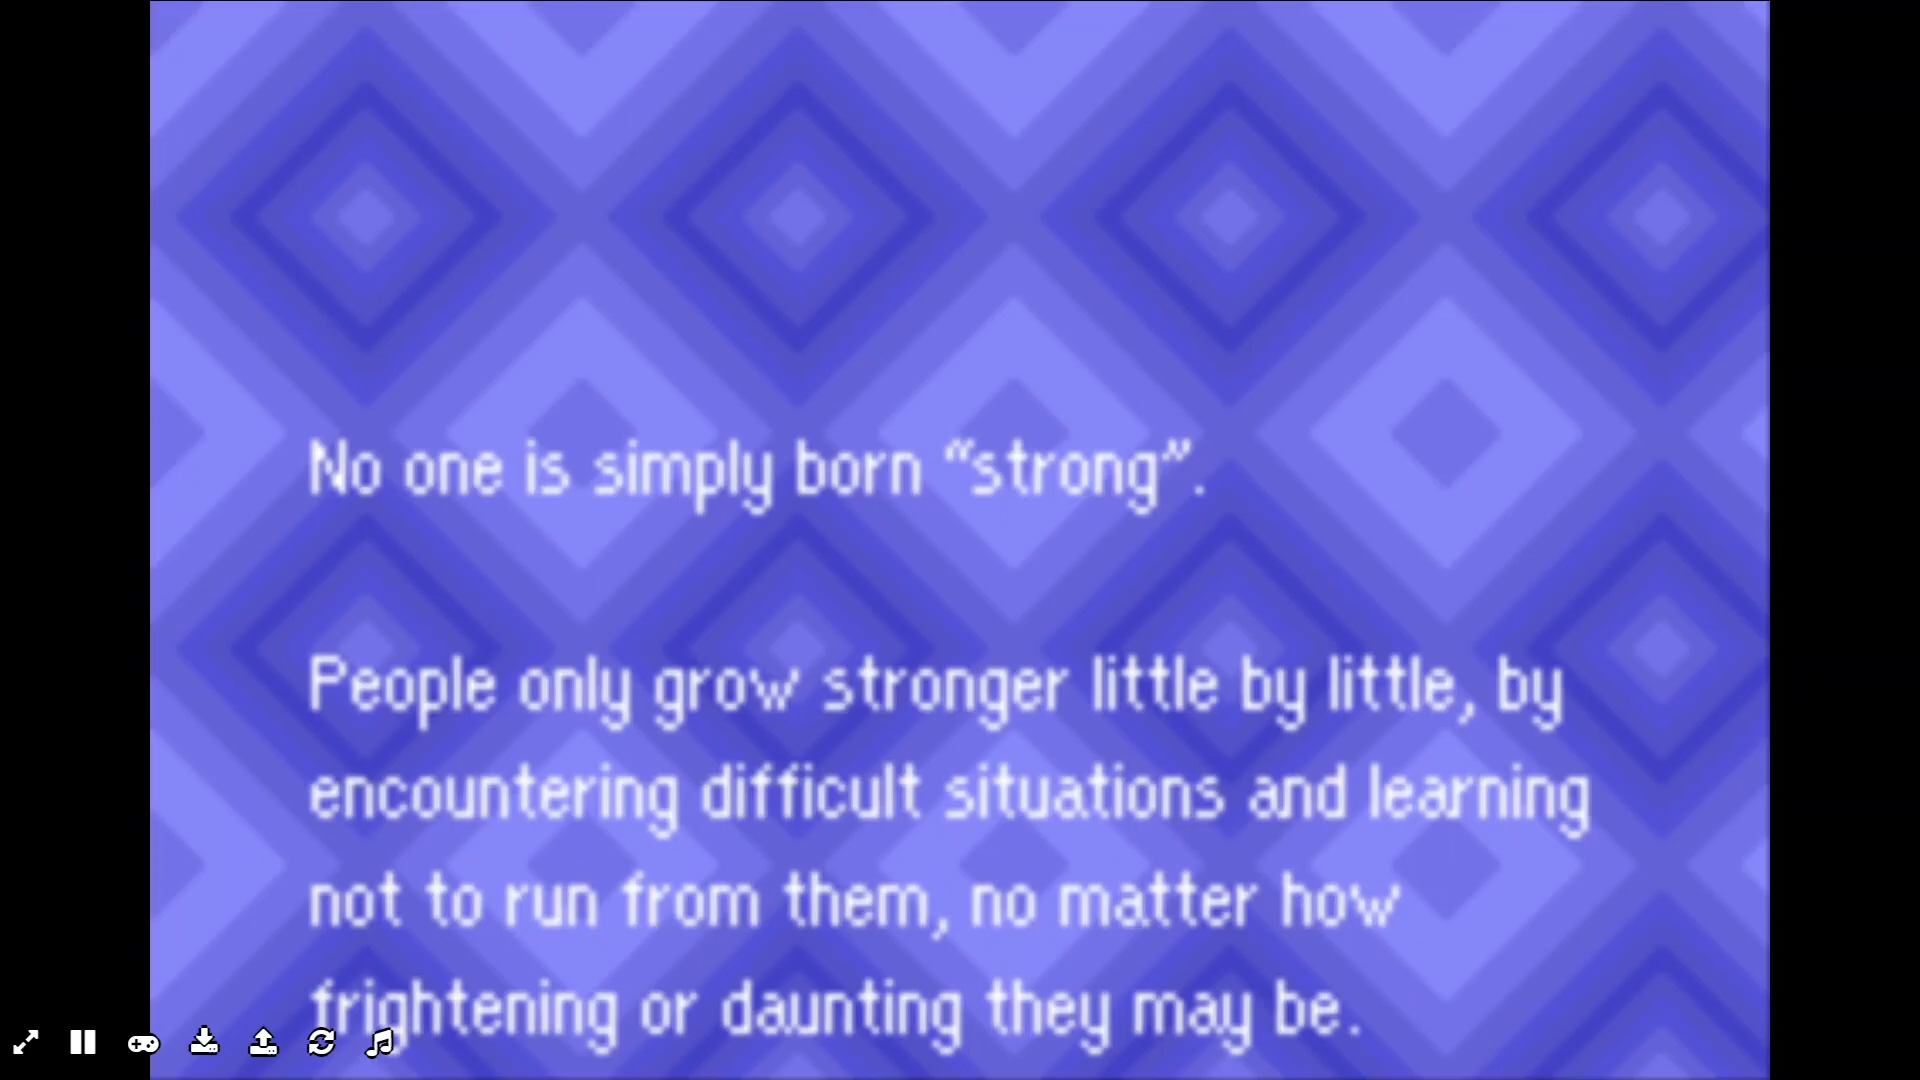 No one is simply born “strong”.
People only grow stronger little by little, by
encountering difficult situations and learning
not to run from them, no matter how
frightening or daunting they may be.